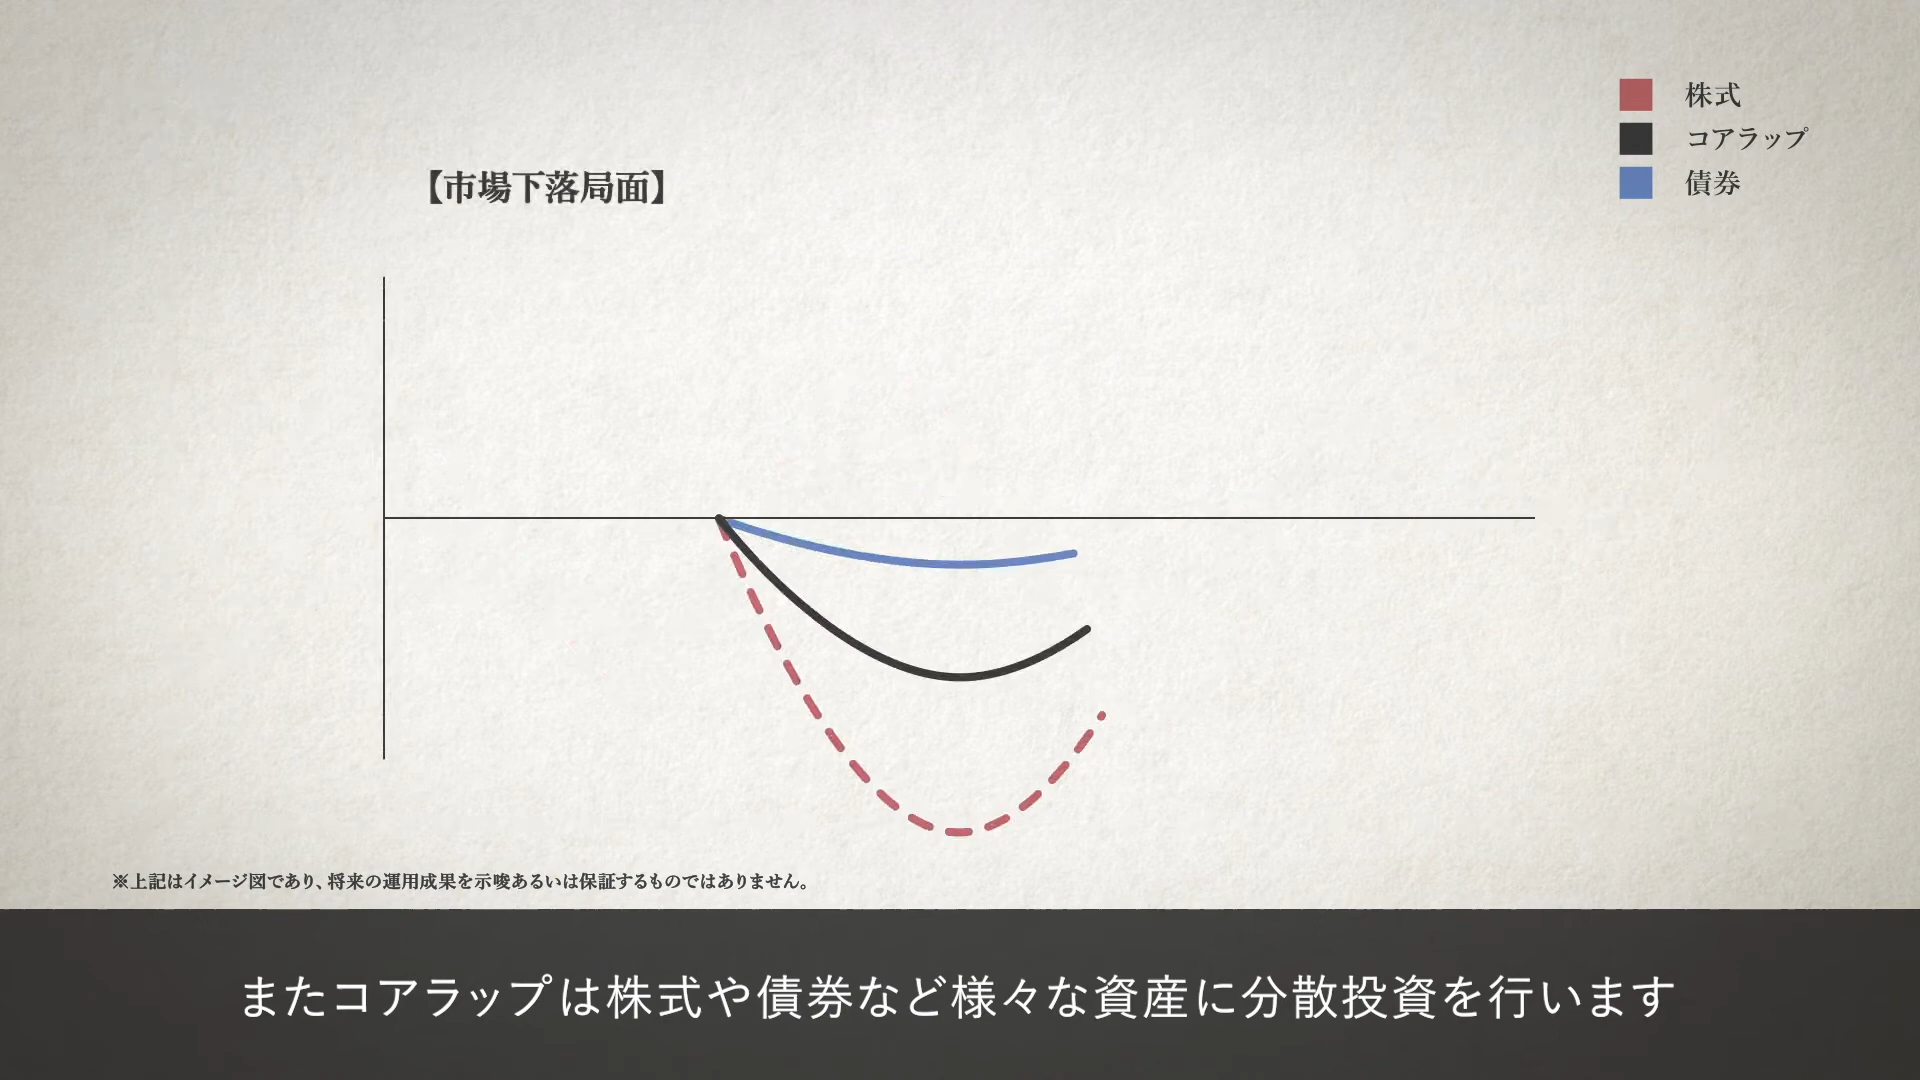 株式
コアラップ
債券
【市場下落局面】
※上記はイメージ図であり、将来の運用成果を示唆あるいは保証するものではありません。
またコアラップは株式や債券など様々な資産に分散投資を行います